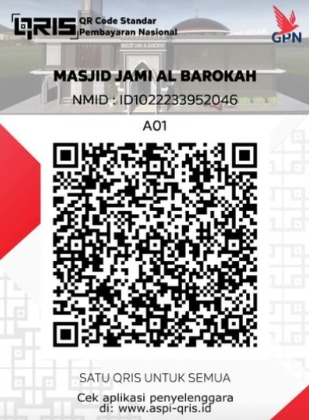 QRIS QR Code Standar
Pembayaran Nasional
GPN
MASJID JAMI AL BAROKAH
NMID : ID1022233952046
A01
SATU QRIS UNTUK SEMUA
Cek aplikasi penyelenggara
di: www.aspi-qris.id